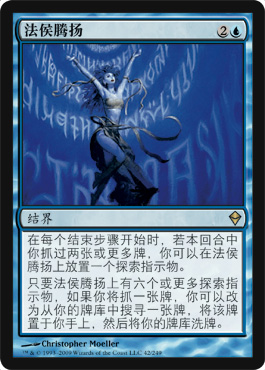 法侯腾扬 2
结界
在每个结束步骤开始时，若本回合中
你抓过两张或更多牌，你可以在法侯
腾扬上放置一个探索指示物。
只要法侯腾扬上有六个或更多探索指
示物，如果你将抓一张牌，你可以改
为从你的牌库中搜寻一张牌，将该牌
置于你手上，然后将你的牌库洗牌。
Christopher Moeller
™ & © 1993–2009 Wizards of the Coast LLC 42/249